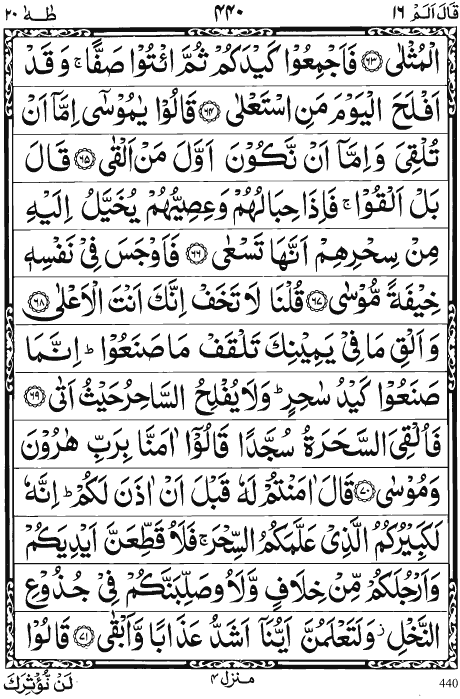 قَالَ اَلَمْ ١٦ ٤٤٠ طٰهٰ ٢٠
الْمُثْلٰى ﴿٦٣﴾ فَاَجْمِعُوْا كَيْدَكُمْ ثُمَّ ائْتُوْا صَفًّا ۚ وَ قَدْ
اَفْلَحَ الْيَوْمَ مَنِ اسْتَعْلٰى ﴿٦٤﴾ قَالُوْا يٰمُوْسٰٓى اِمَّاۤ اَنْ
تُلْقِيَ وَ اِمَّاۤ اَنْ نَّكُوْنَ اَوَّلَ مَنْ اَلْقٰى ﴿٦٥﴾ قَالَ
بَلْ اَلْقُوْا ۚ فَاِذَا حِبَالُهُمْ وَ عِصِيُّهُمْ يُخَيَّلُ اِلَيْهِ
مِنْ سِحْرِهِمْ اَنَّهَا تَسْعٰى ﴿٦٦﴾ فَاَوْجَسَ فِيْ نَفْسِهٖ
خِيْفَةً مُّوْسٰى ﴿٦٧﴾ قُلْنَا لَا تَخَفْ اِنَّكَ اَنْتَ الْاَعْلٰى ﴿٦٨﴾
وَ اَلْقِ مَا فِيْ يَمِيْنِكَ تَلْقَفْ مَا صَنَعُوْا ؕ اِنَّمَا
صَنَعُوْا كَيْدُ سٰحِرٍ ؕ وَ لَا يُفْلِحُ السَّاحِرُ حَيْثُ اَتٰى ﴿٦٩﴾
فَاُلْقِيَ السَّحَرَةُ سُجَّدًا قَالُوْۤا اٰمَنَّا بِرَبِّ هٰرُوْنَ
وَ مُوْسٰى ﴿٧٠﴾ قَالَ اٰمَنْتُمْ لَهٗ قَبْلَ اَنْ اٰذَنَ لَكُمْ ؕ اِنَّهٗ
لَكَبِيْرُكُمُ الَّذِيْ عَلَّمَكُمُ السِّحْرَ ۚ فَلَاُقَطِّعَنَّ اَيْدِيَكُمْ
وَ اَرْجُلَكُمْ مِّنْ خِلَافٍ وَّ لَاُوصَلِّبَنَّكُمْ فِيْ جُذُوْعِ
النَّخْلِ ؗ وَ لَتَعْلَمُنَّ اَيُّنَاۤ اَشَدُّ عَذَابًا وَّ اَبْقٰى ﴿٧١﴾ قَالُوْا
لَنْ نُّؤْثِرَكَ منزل ٤ 440